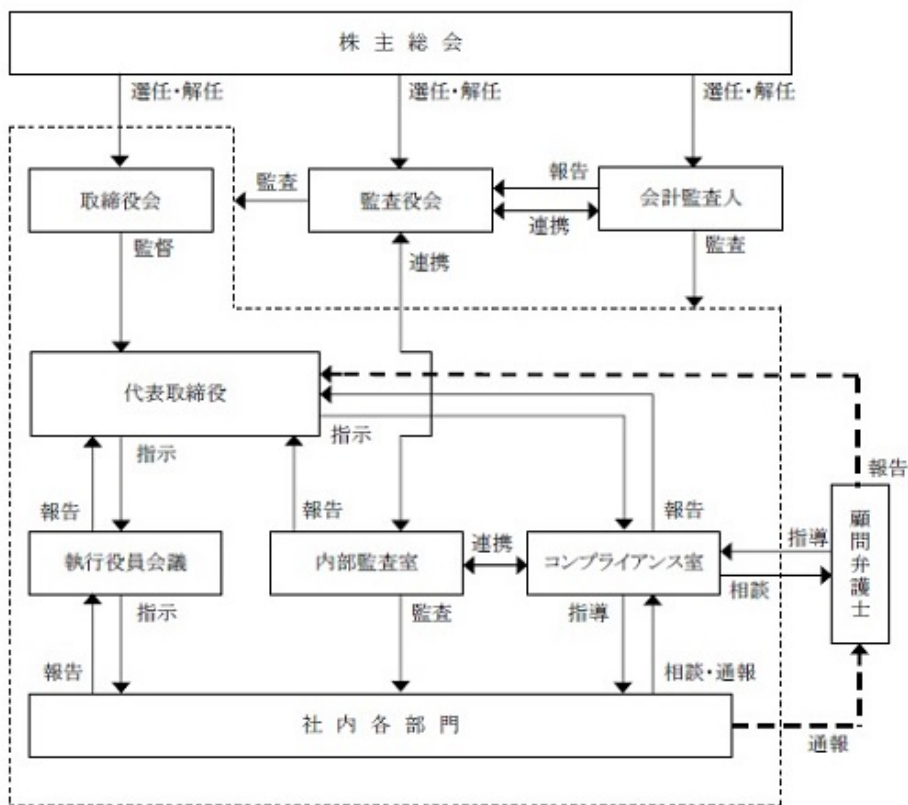 株主総会
選任・解任
選任・解任
選任・解任
取締役会
監査
監査役会
報告
連携
会計監査人
監督
連携
監査
代表取締役
指示
指示
報告
報告
報告
報告
執行役員会議
内部監査室
連携
コンプライアンス室
指導
相談
顧問弁護士
指示
監査
指導
報告
相談・通報
社内各部門
通報